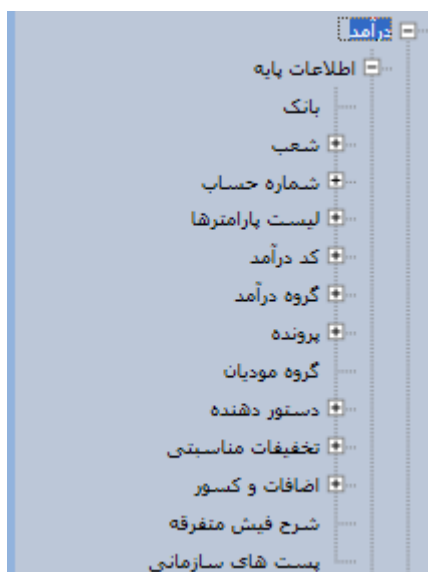 درآمد
اطلاعات پایه
بانک
شعب
شماره حساب
لیست پارامترها
کد درآمد
گروه درآمد
پرونده
گروه مودیان
دستور دهنده
تخفیفات مناسبتی
اضافات و کسور
شرح فیش متفرقه
پست های سازمانی